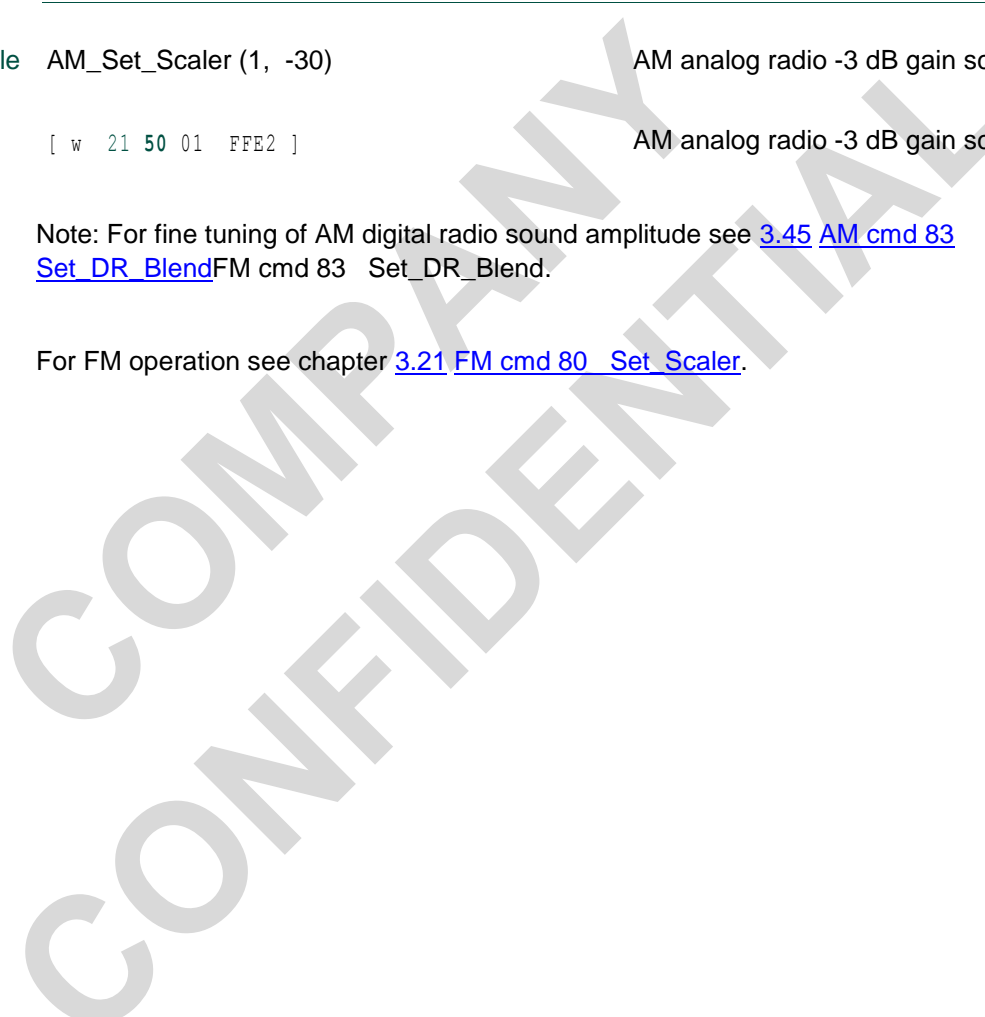 le AM_Set_Scaler (1, -30) AM analog radio -3 dB gain sc
[ w 21 50 01 FFE2 ] AM analog radio -3 dB gain sc
Note: For fine tuning of AM digital radio sound amplitude see 3.45 AM cmd 83
Set_DR_BlendFM cmd 83 Set_DR_Blend.
For FM operation see chapter 3.21 FM cmd 80 Set_Scaler.
COMPANY
CONFIDENTIAL